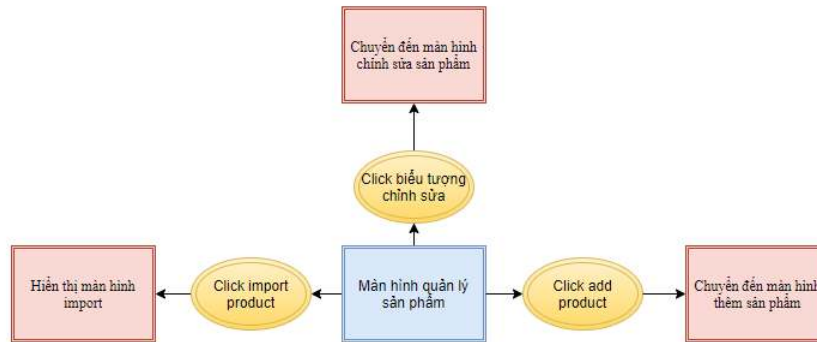 Chuyển đến màn hình
chỉnh sửa sản phẩm
Click biểu tượng
chỉnh sửa
Hiển thị màn hình
import
Click import
product
Màn hình quản lý
sản phẩm
Click add
product
Chuyển đến màn hình
thêm sản phẩm